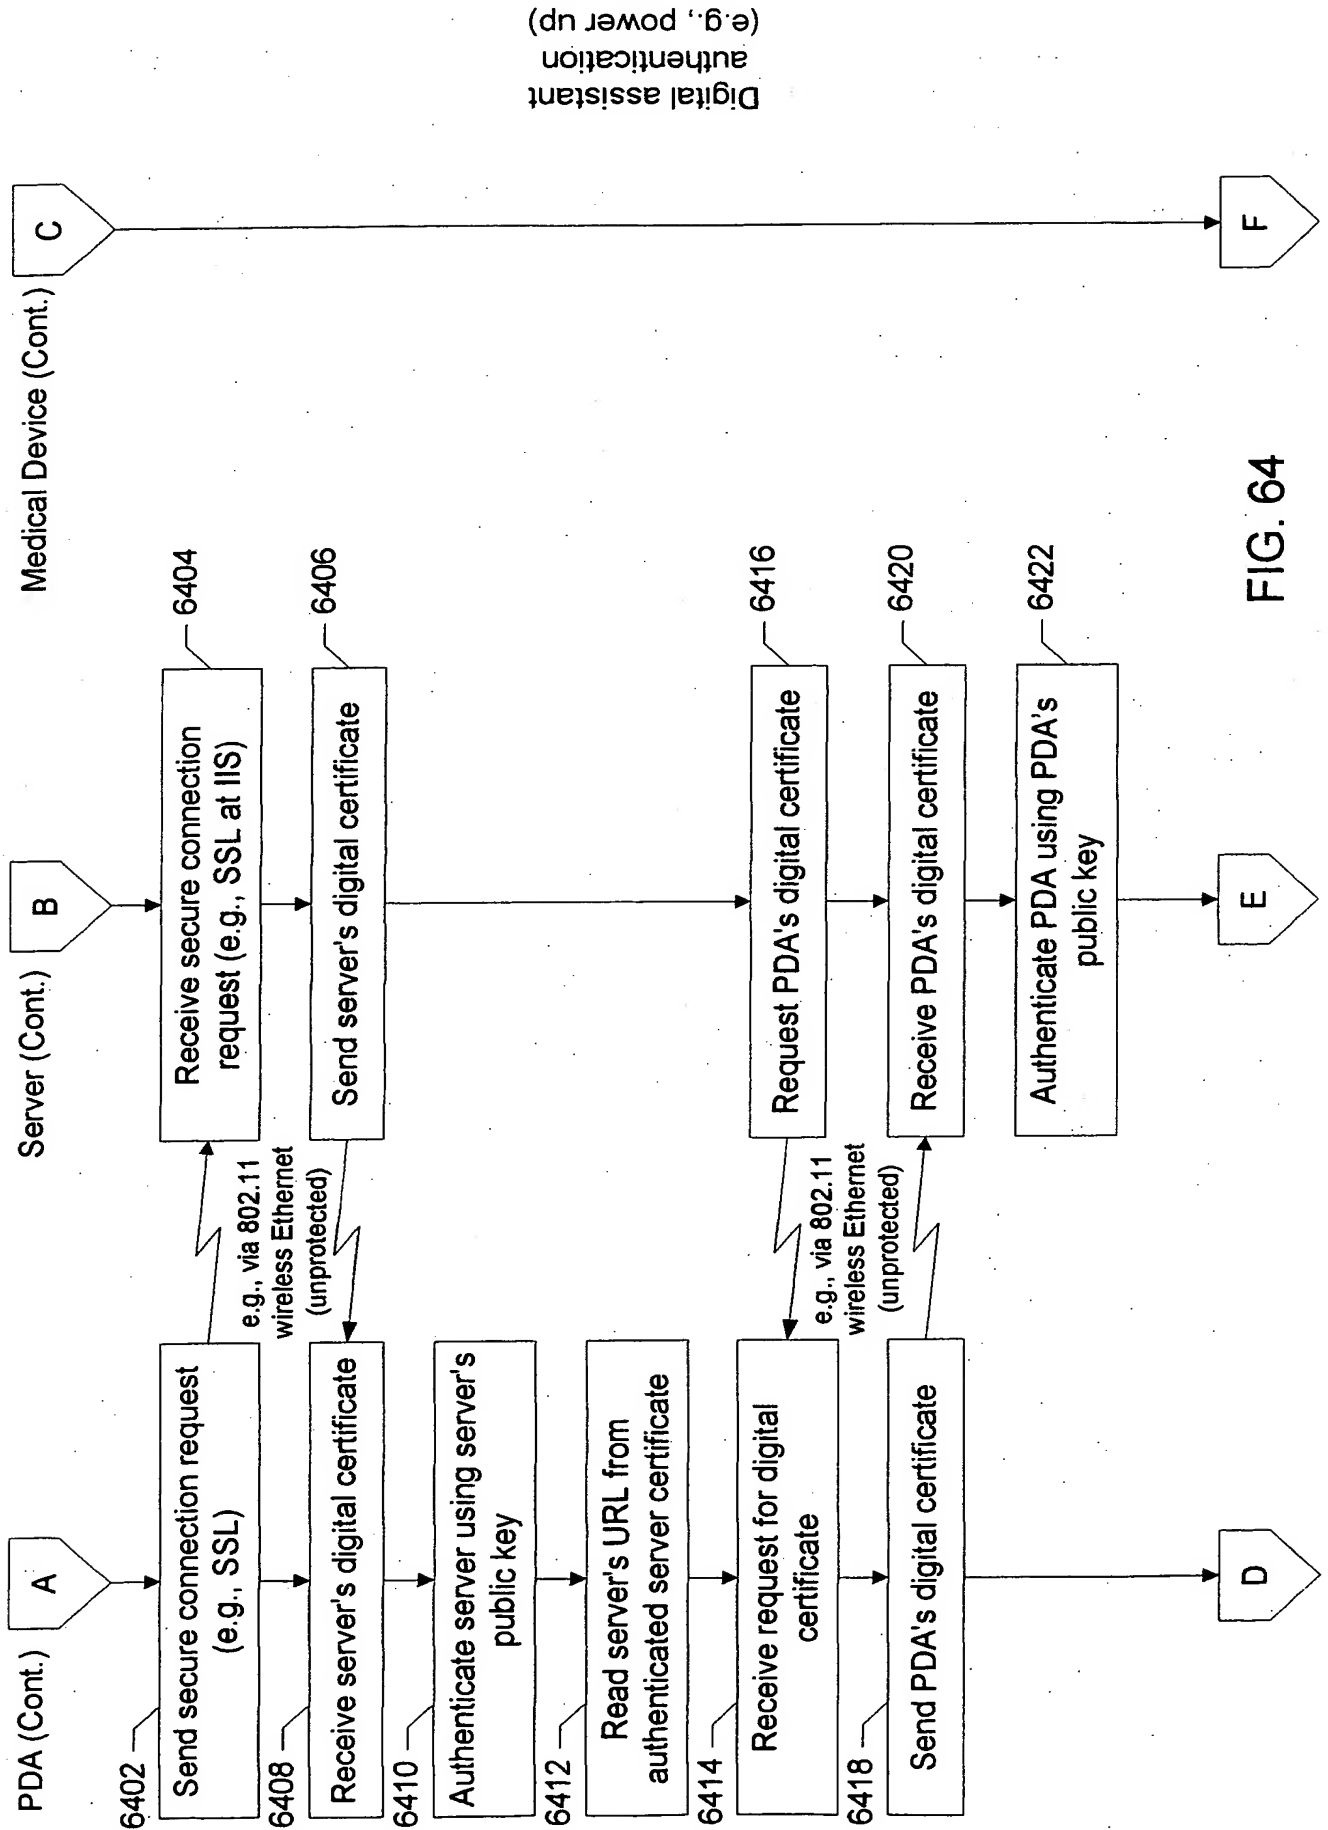 PDA (Cont.)
A
6402
Send secure connection request
(e.g., SSL)
6408
Receive server's digital certificate
6410
Authenticate server using server's
public key
6412
Read server's URL from
authenticated server certificate
6414
Receive request for digital
certificate
6418
Send PDA's digital certificate
D
e.g., via 802.11
wireless Ethernet
(unprotected)
e.g., via 802.11
wireless Ethernet
(unprotected)
Server (Cont.)
B
Receive secure connection
request (e.g., SSL at IIS)
6404
Send server's digital certificate
6406
Request PDA's digital certificate
6416
Receive PDA's digital certificate
6420
Authenticate PDA using PDA's
public key
6422
E
Medical Device (Cont.)
C
F
Digital assistant
authentication
(e.g., power up)
FIG. 64